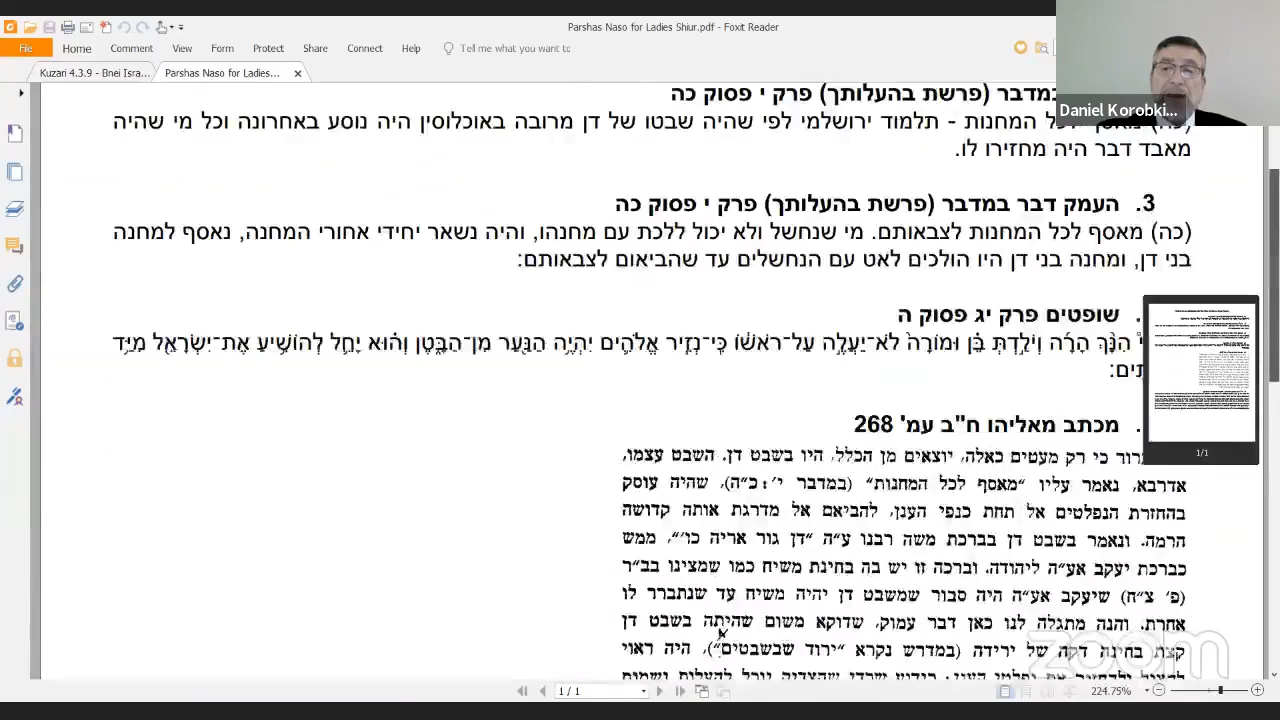 Parshas Naso for Ladies Shiur.pdf - Foxit Reader
File Home Comment View Form Protect Share Connect Help Tell me what you want to
Kuzari 4.3.9 - Bnei Isra... Parshas Naso for Ladies...
Daniel Korobki...
במדבר (פרשת בהעלותך) פרק י פסוק כה
(כה) מאסף לכל המחנות - תלמוד ירושלמי לפי שהיה שבטו של דן מרובה באוכלוסין היה נוסע באחרונה וכל מי שהיה
מאבד דבר היה מחזירו לו.
3. העמק דבר במדבר (פרשת בהעלותך) פרק י פסוק כה
(כה) מאסף לכל המחנות לצבאותם. מי שנחשל ולא יכול ללכת עם מחנהו, והיה נשאר יחידי אחורי המחנה, נאסף למחנה
בני דן, ומחנה בני דן היו הולכים לאט עם הנחשלים עד שהביאום לצבאותם:
שופטים פרק יג פסוק ה
הִנָּךְ הָרָה וְיֹלַדְתְּ בֵּן וּמוֹרָה לֹא־יַעֲלֶה עַל־רֹאשׁוֹ כִּי־נְזִיר אֱלֹהִים יִהְיֶה הַנַּעַר מִן־הַבָּטֶן וְהוּא יָחֵל לְהוֹשִׁיעַ אֶת־יִשְׂרָאֵל מִיַּד
מכתב מאליהו ח"ב עמ' 268
כי רק מעטים כאלה, יוצאים מן הכלל, היו בשבט דן. השבט עצמו,
אדרבא, נאמר עליו "מאסף לכל המחנות" (במדבר י׳:כ״ה), שהיה עוסק
בהחזרת הנפלטים אל תחת כנפי הענן, להביאם אל מדרגת אותה קדושה
הרמה. ונאמר בשבט דן בברכת משה רבנו ע״ה "דן גור אריה כו׳", ממש
כברכת יעקב אע״ה ליהודה. וברכה זו יש בה בחינת משיח כמו שמצינו בב״ר
(פ׳ צ״ח) שיעקב אע״ה היה סבור שמשבט דן יהיה משיח עד שנתברר לו
אחרת. והנה מתגלה לנו כאן דבר עמוק, שדוקא משום שהיתה בשבט דן
קצת בחינה דקה של ירידה (במדרש נקרא "ירוד שבשבטים"), היה ראוי
zoom
1/1
1 / 1 224.75%